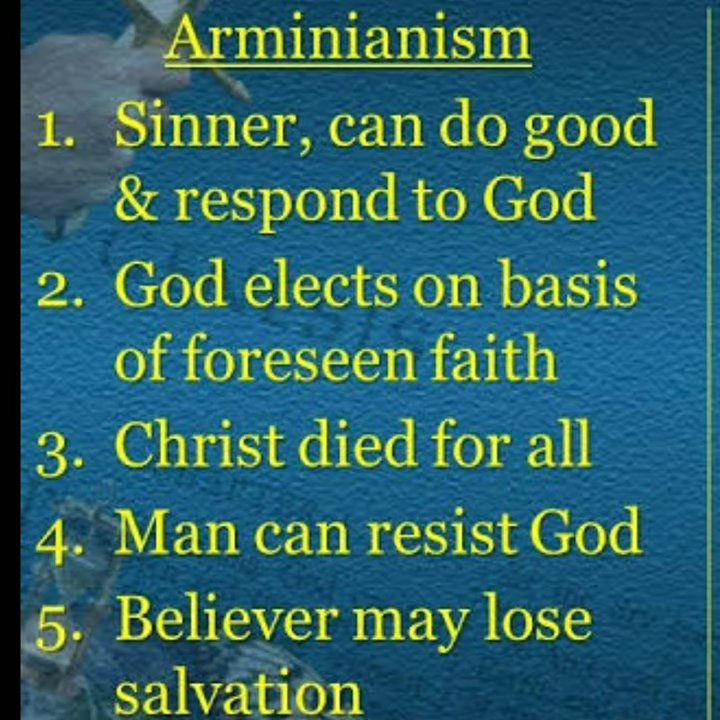 Arminianism
1. Sinner, can do good
& respond to God
2. God elects on basis
of foreseen faith
3. Christ died for all
4. Man can resist God
5. Believer may lose
salvation